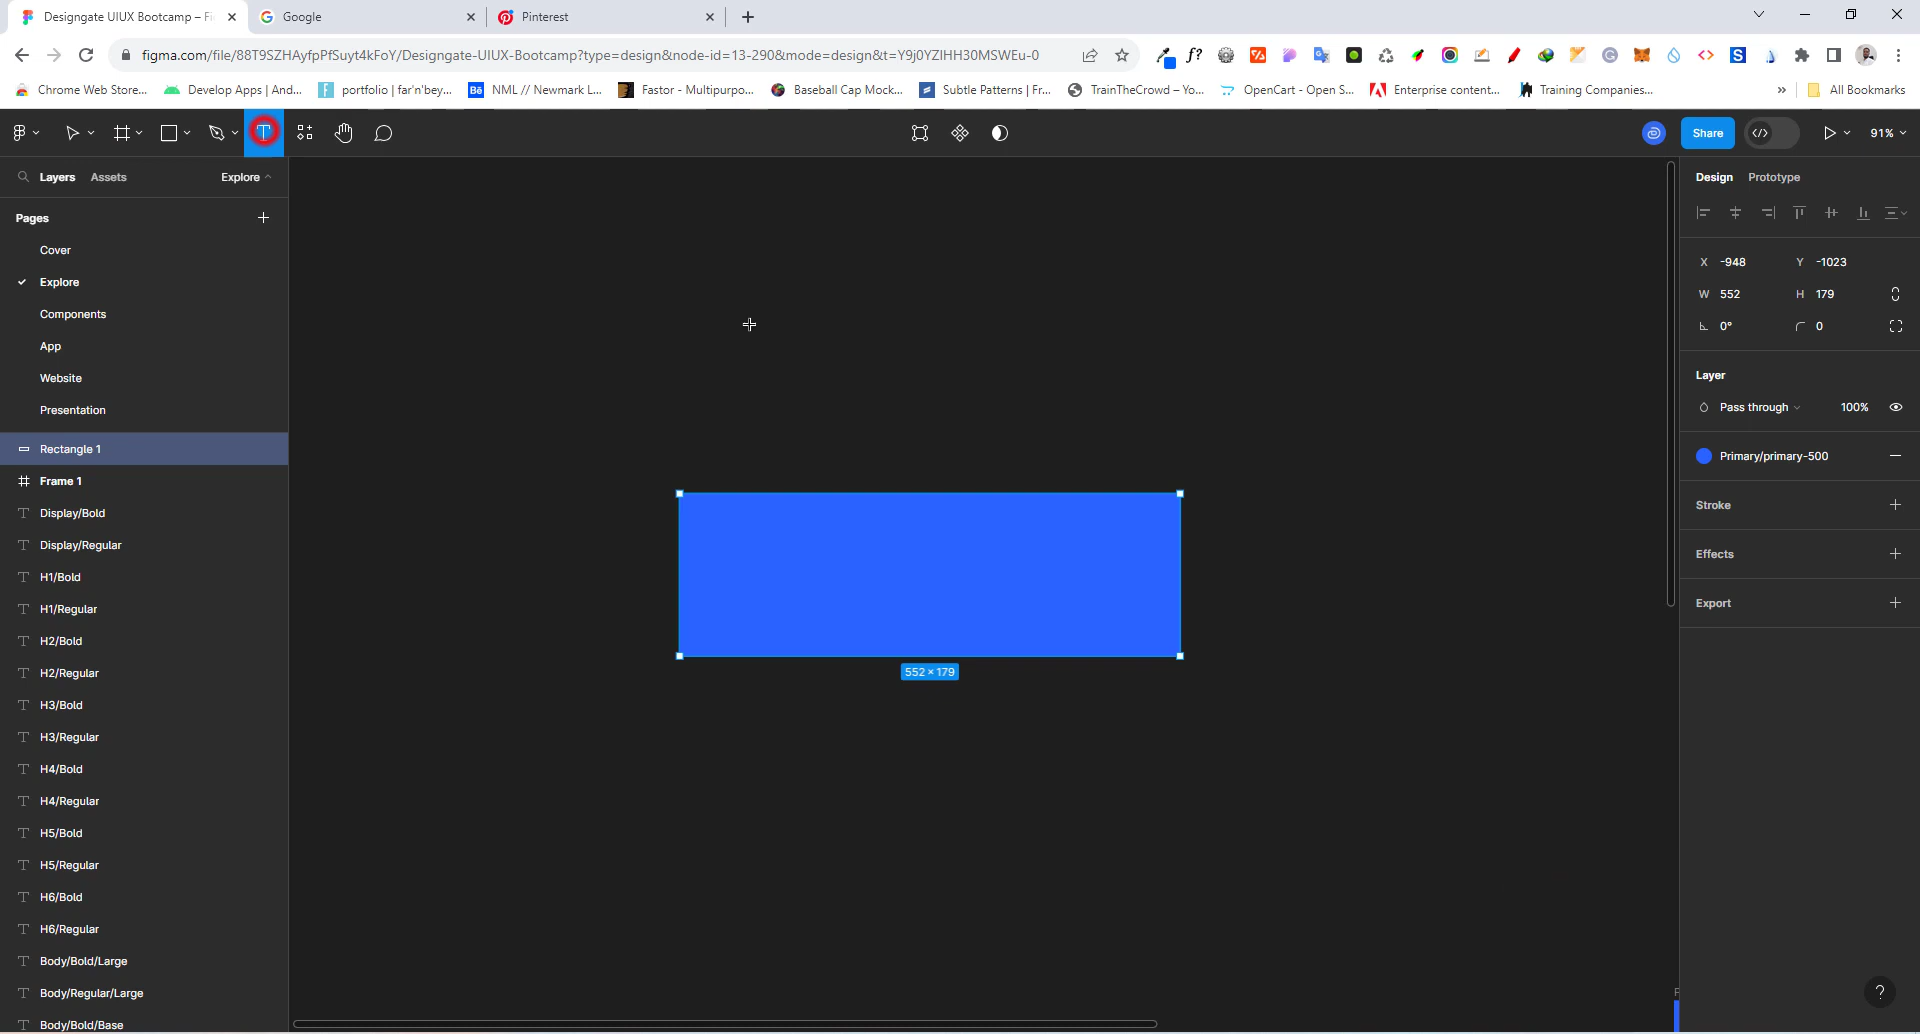 Designgate UIUX Bootcamp – Fi
Google
Pinterest
figma.com/file/88T9SZHAyfpPfSuyt4kFoY/Designgate-UIUX-Bootcamp?type=design&node-id=13-290&mode=design&t=Y9j0YZIHH30MSWEu-0
Chrome Web Store...
Develop Apps | And...
portfolio | far'n'bey...
NML // Newmark L...
Fastor - Multipurpo...
Baseball Cap Mock...
Subtle Patterns | Fr...
TrainTheCrowd – Yo...
OpenCart - Open S...
Enterprise content...
Training Companies...
»
All Bookmarks
Share
91%
Layers
Assets
Explore
Design
Prototype
Pages
Cover
Explore
Components
App
Website
Presentation
Rectangle 1
Frame 1
Display/Bold
Display/Regular
H1/Bold
H1/Regular
H2/Bold
H2/Regular
H3/Bold
H3/Regular
H4/Bold
H4/Regular
H5/Bold
H5/Regular
H6/Bold
H6/Regular
Body/Bold/Large
Body/Regular/Large
Body/Bold/Base
552 × 179
X -948 Y -1023
W 552 H 179
0° 0
Layer
Pass through 100%
Primary/primary-500
Stroke
Effects
Export
?